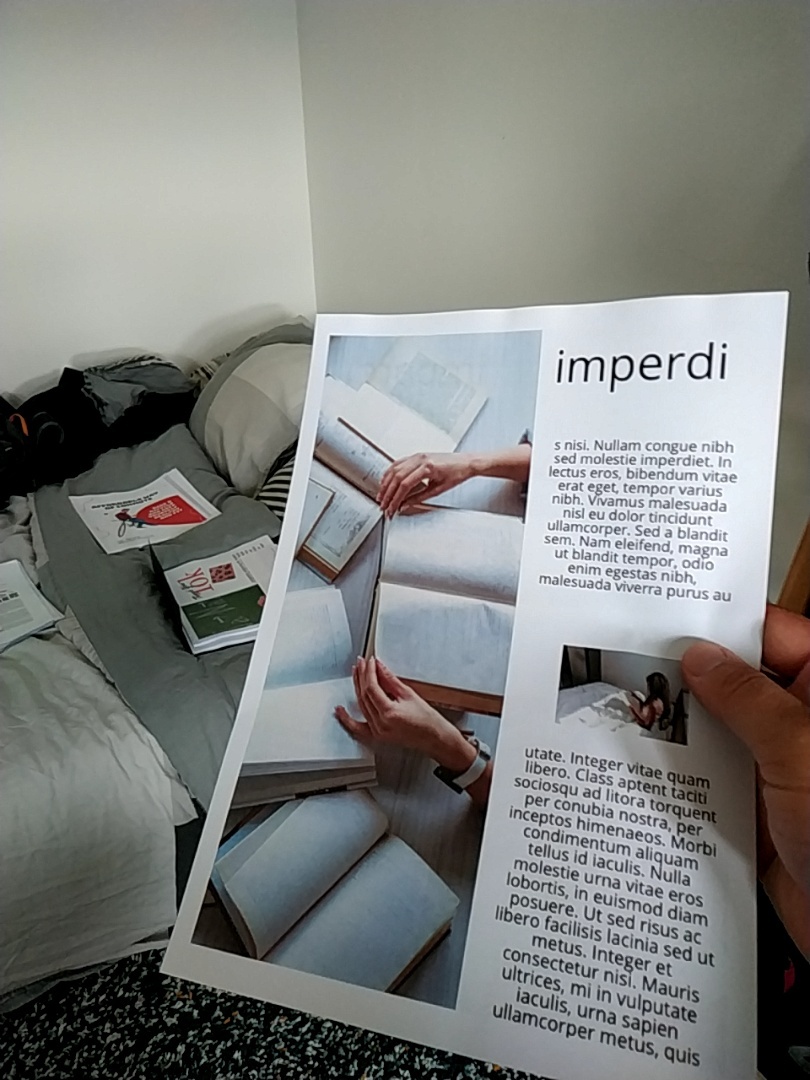 imperdi
s nisi. Nullam congue nibh
sed molestie imperdiet. In
lectus eros, bibendum vitae
erat eget, tempor varius
nibh. Vivamus malesuada
nisl eu dolor tincidunt
ullamcorper. Sed a blandit
sem. Nam eleifend, magna
ut blandit tempor, odio
enim egestas nibh,
malesuada viverra purus au
utate. Integer vitae quam
libero. Class aptent taciti
sociosqu ad litora torquent
per conubia nostra, per
inceptos himenaeos. Morbi
condimentum aliquam
tellus id iaculis. Nulla
molestie urna vitae eros
lobortis, in euismod diam
posuere. Ut sed risus ac
libero facilisis lacinia sed ut
metus. Integer et
consectetur nisi. Mauris
ultrices, mi in vulputate
iaculis, urna sapien
ullamcorper metus, quis